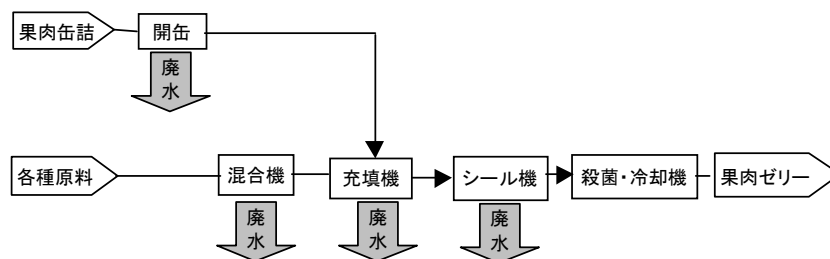 果肉缶詰
開缶
廃
水
各種原料
混合機
充填機
シール機
殺菌・冷却機
果肉ゼリー
廃
水
廃
水
廃
水